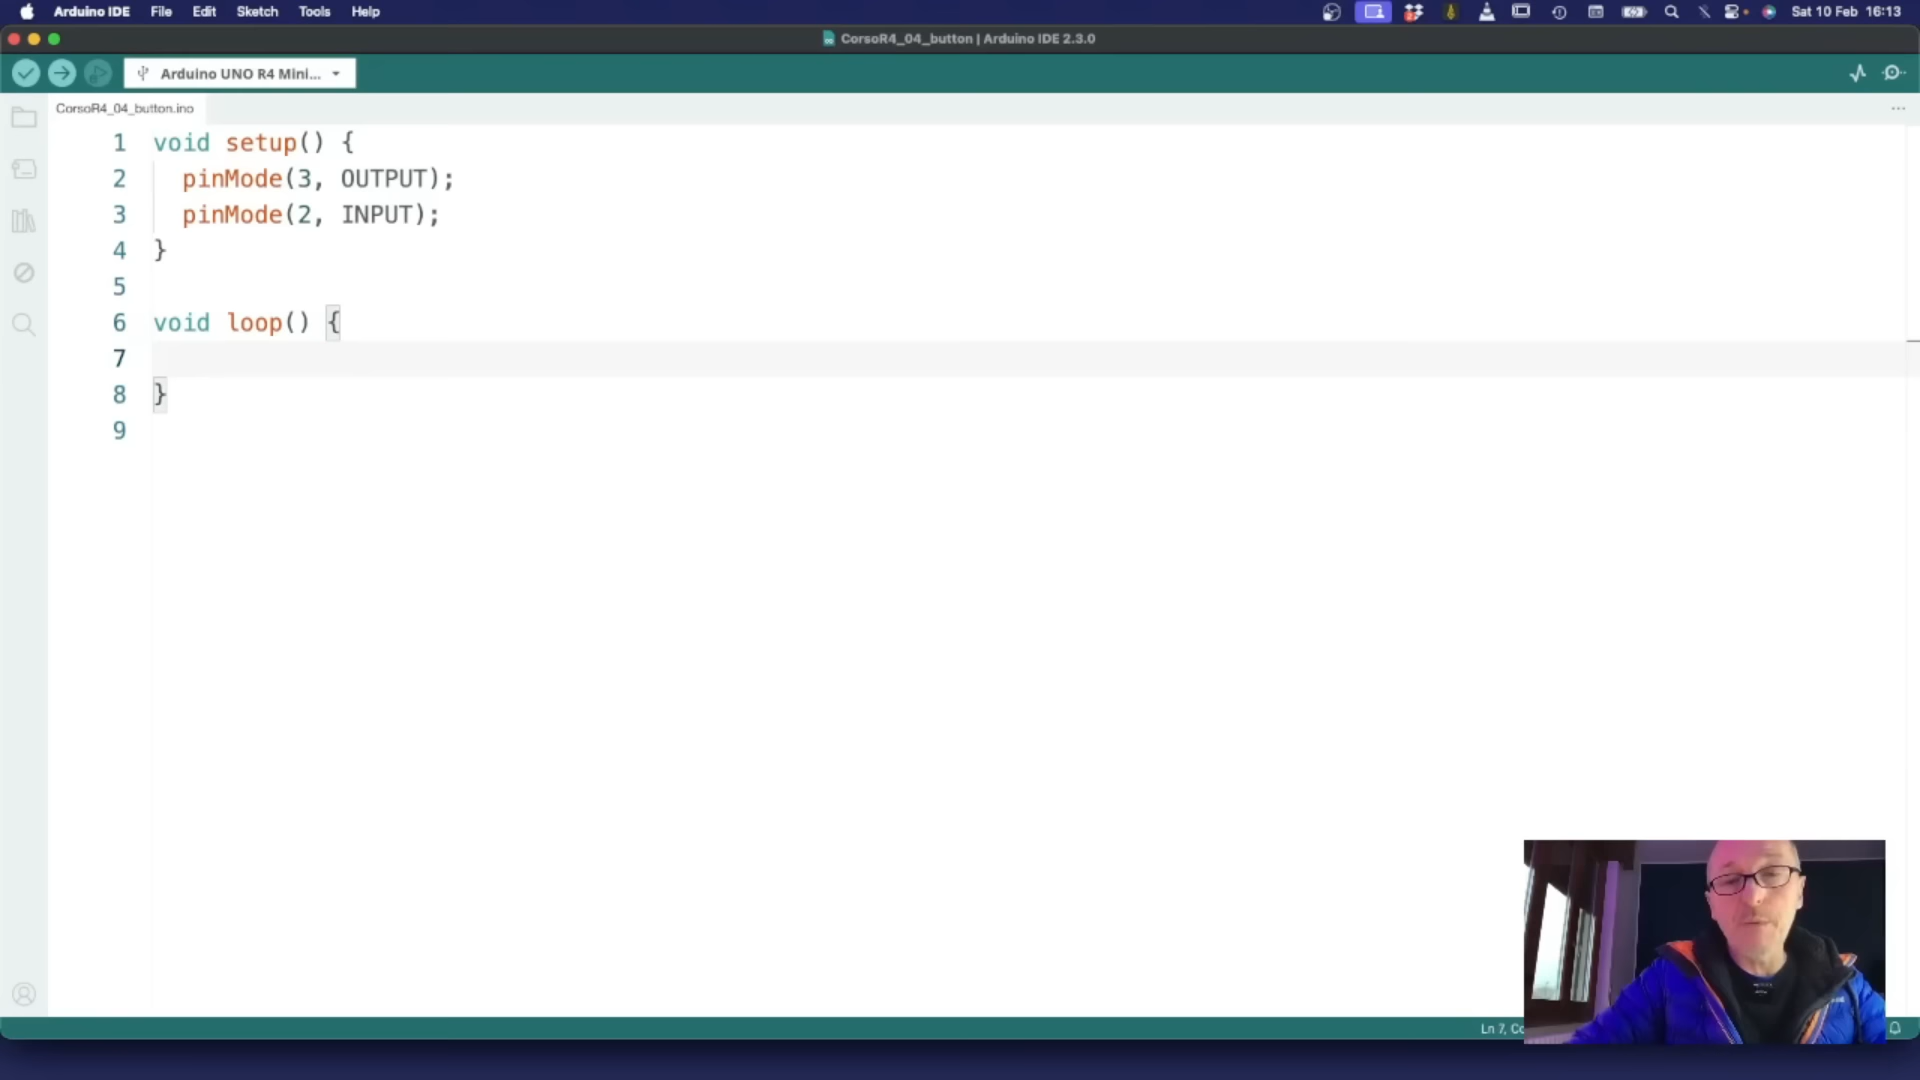 Arduino IDE File Edit Sketch Tools Help Sat 10 Feb 16:13
CorsoR4_04_button | Arduino IDE 2.3.0
Arduino UNO R4 Mini...
CorsoR4_04_button.ino
1 void setup() {
2 pinMode(3, OUTPUT);
3 pinMode(2, INPUT);
4 }
5
6 void loop() {
7
8 }
9
Ln 7, Co